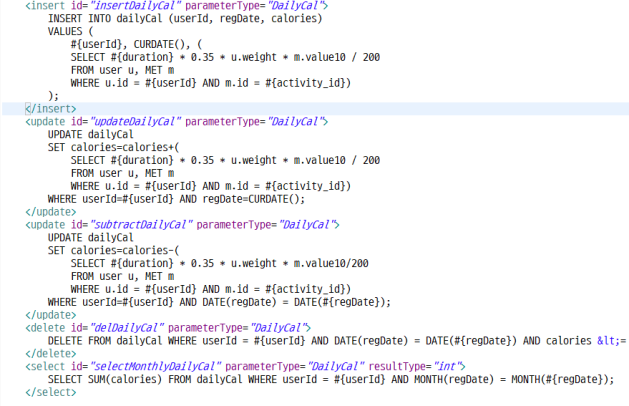 <insert id="insertDailyCal" parameterType="DailyCal">
INSERT INTO dailyCal (userId, regDate, calories)
VALUES (
#{userId}, CURDATE(), (
SELECT #{duration} * 0.35 * u.weight * m.value10 / 200
FROM user u, MET m
WHERE u.id = #{userId} AND m.id = #{activity_id})
);
</insert>
<update id="updateDailyCal" parameterType="DailyCal">
UPDATE dailyCal
SET calories=calories+(
SELECT #{duration} * 0.35 * u.weight * m.value10 / 200
FROM user u, MET m
WHERE u.id = #{userId} AND m.id = #{activity_id})
WHERE userId=#{userId} AND regDate=CURDATE();
</update>
<update id="subtractDailyCal" parameterType="DailyCal">
UPDATE dailyCal
SET calories=calories-(
SELECT #{duration} * 0.35 * u.weight * m.value10/200
FROM user u, MET m
WHERE u.id = #{userId} AND m.id = #{activity_id})
WHERE userId=#{userId} AND DATE(regDate) = DATE(#{regDate});
</update>
<delete id="delDailyCal" parameterType="DailyCal">
DELETE FROM dailyCal WHERE userId = #{userId} AND DATE(regDate) = DATE(#{regDate}) AND calories &lt;=
</delete>
<select id="selectMonthlyDailyCal" parameterType="DailyCal" resultType="int">
SELECT SUM(calories) FROM dailyCal WHERE userId = #{userId} AND MONTH(regDate) = MONTH(#{regDate});
</select>